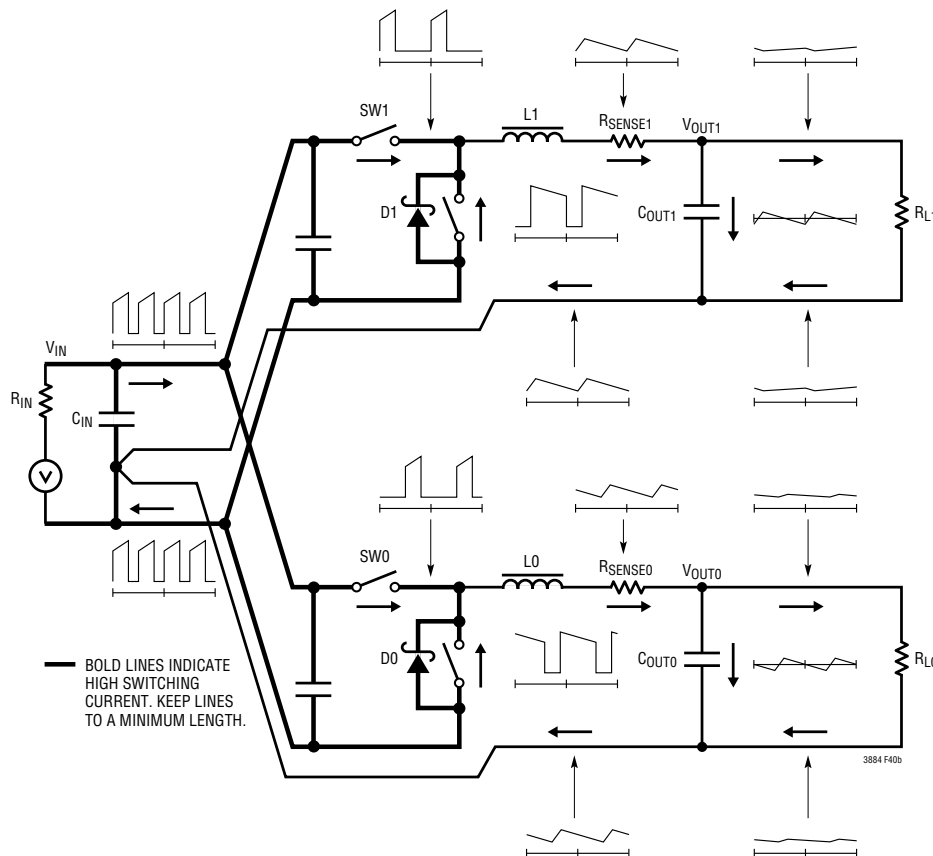 SW1
L1
RSENSE1
VOUT1
D1
COUT1
RL1
VIN
RIN
CIN
V
SW0
L0
RSENSE0
VOUT0
D0
COUT0
RL0
BOLD LINES INDICATE
HIGH SWITCHING
CURRENT. KEEP LINES
TO A MINIMUM LENGTH.
3884 F40b